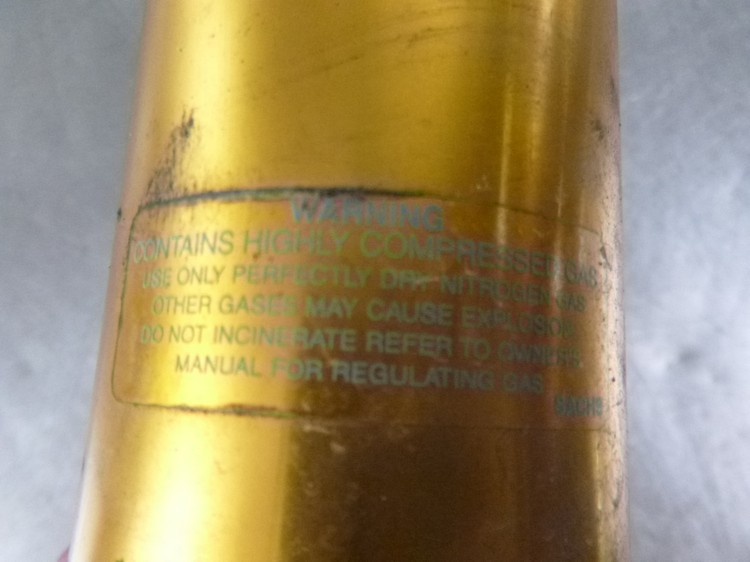 WARNING
CONTAINS HIGHLY COMPRESSED GAS
USE ONLY PERFECTLY DRY NITROGEN GAS
OTHER GASES MAY CAUSE EXPLOSION
DO NOT INCINERATE REFER TO OWNERS
MANUAL FOR REGULATING GAS
SACHS